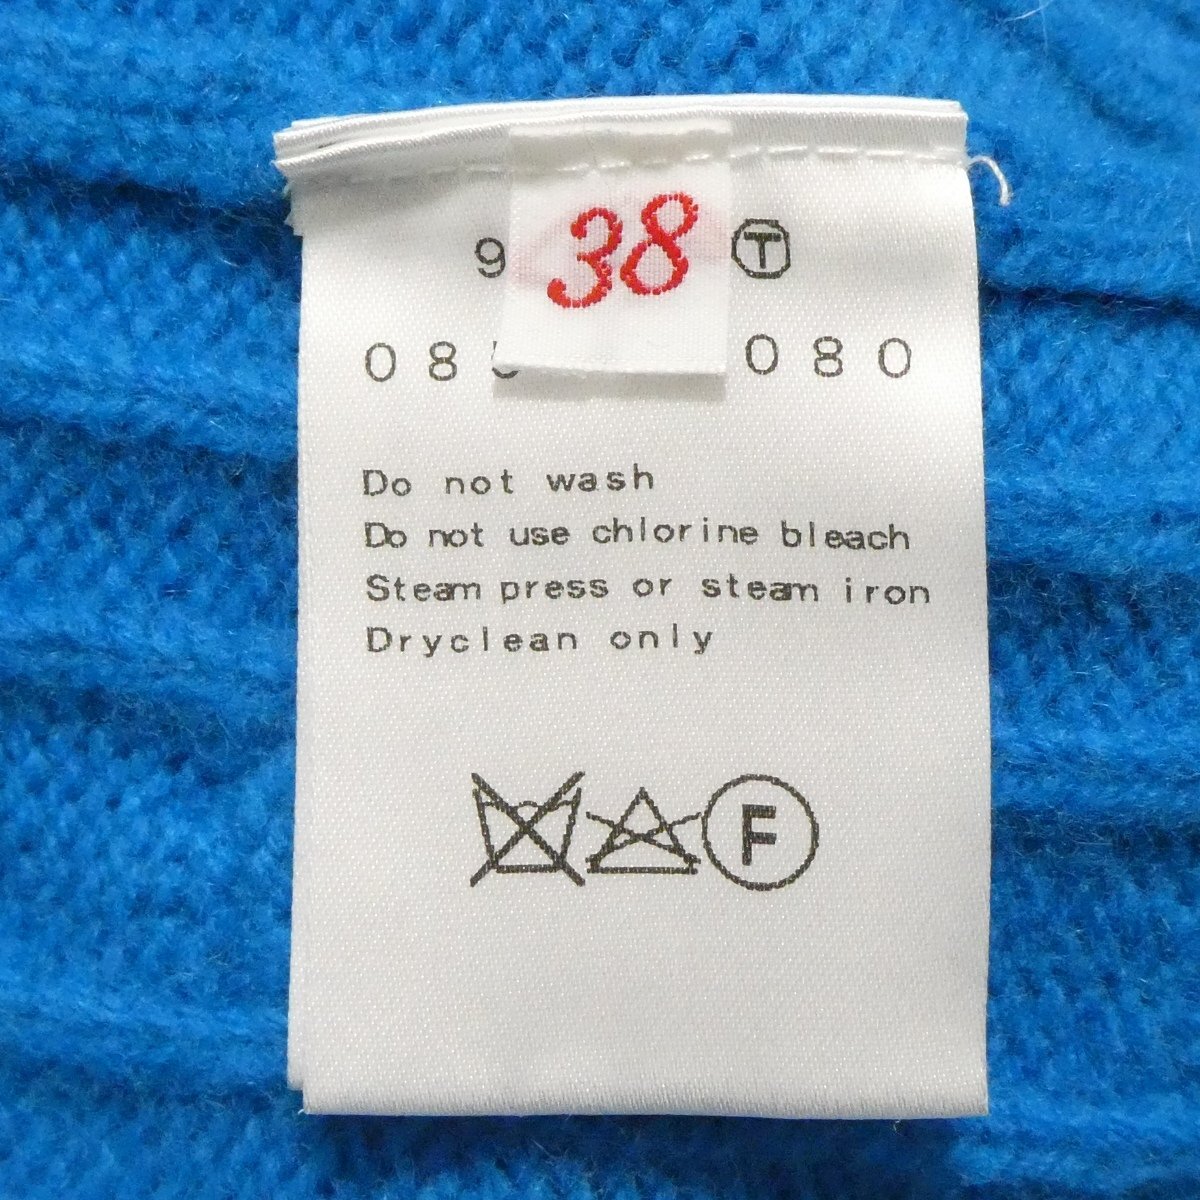 38
9 T
08 080
Do not wash
Do not use chlorine bleach
Steam press or steam iron
Dryclean only
F